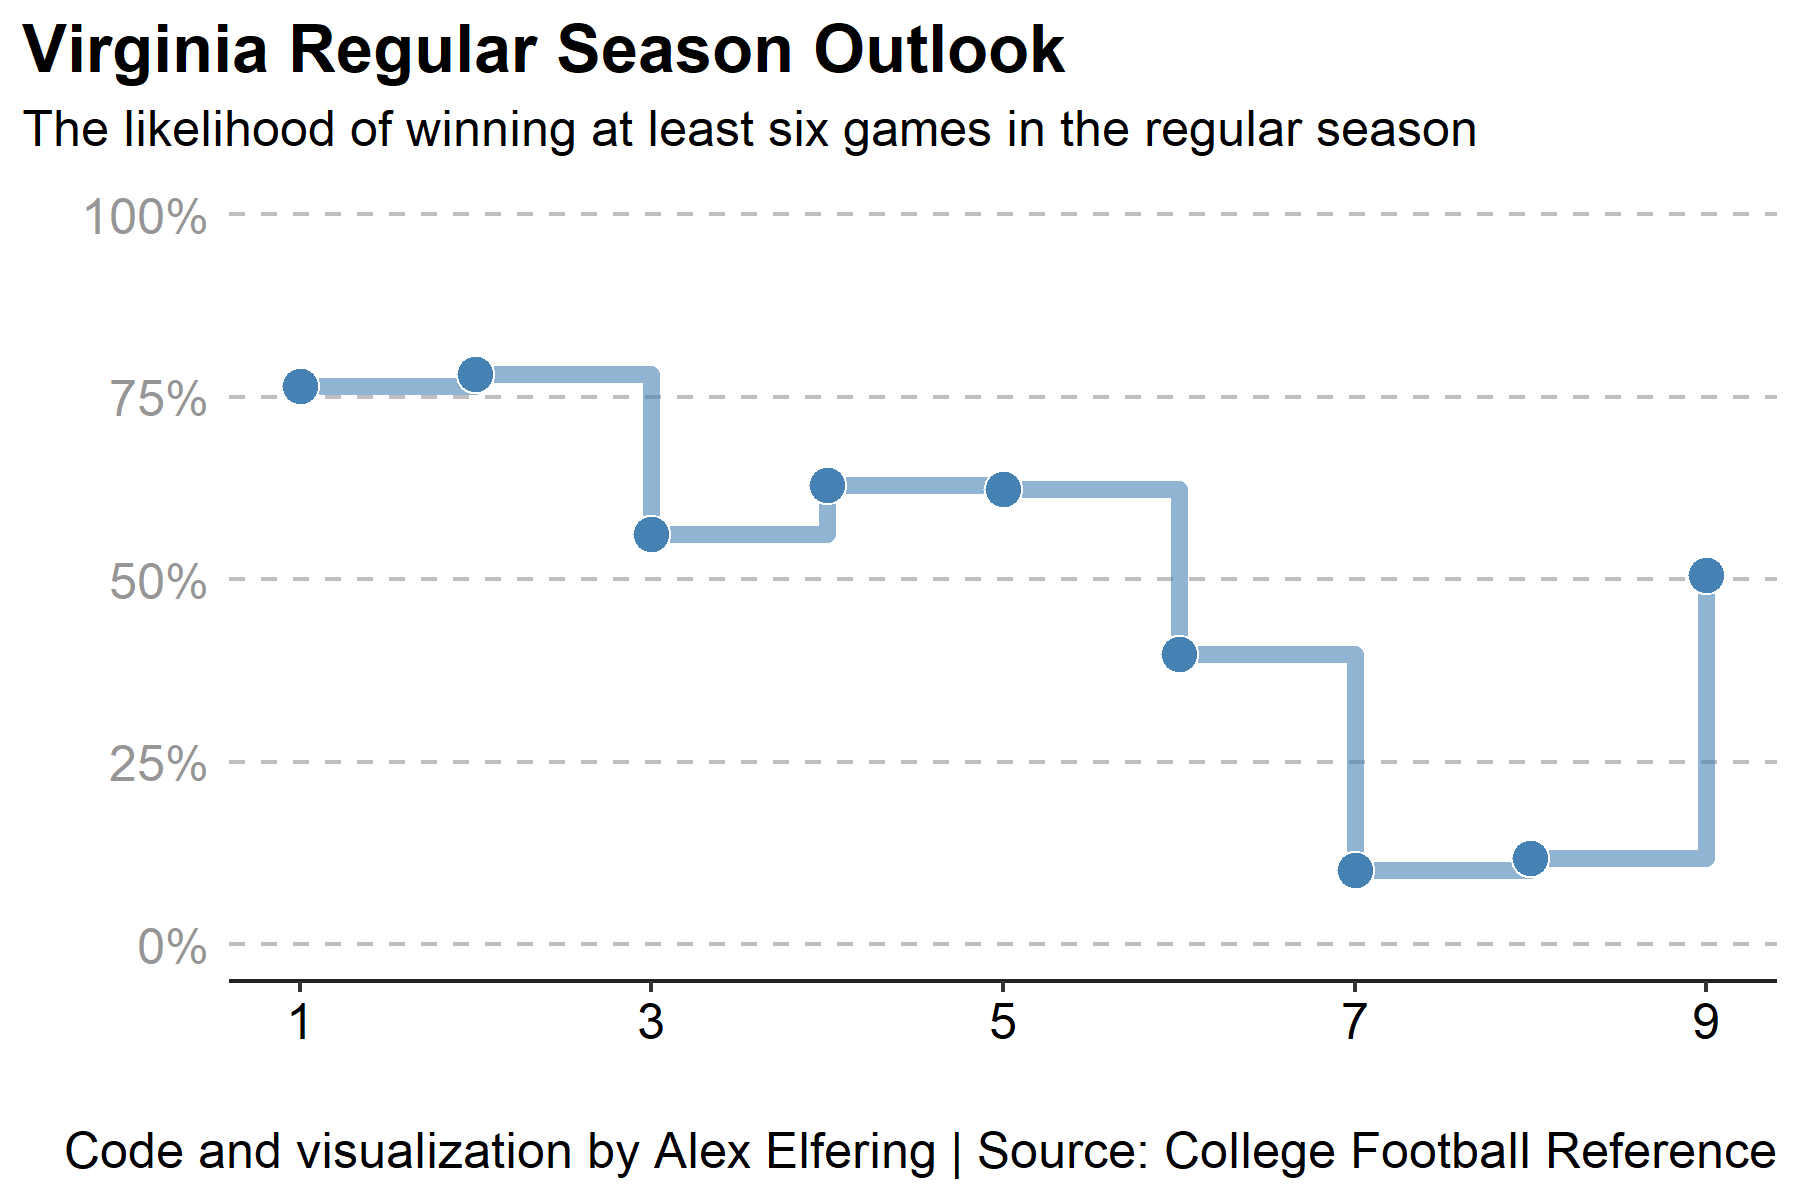 Virginia Regular Season Outlook
The likelihood of winning at least six games in the regular season
100%
75%
50%
25%
0%
1 3 5 7 9
Code and visualization by Alex Elfering | Source: College Football Reference